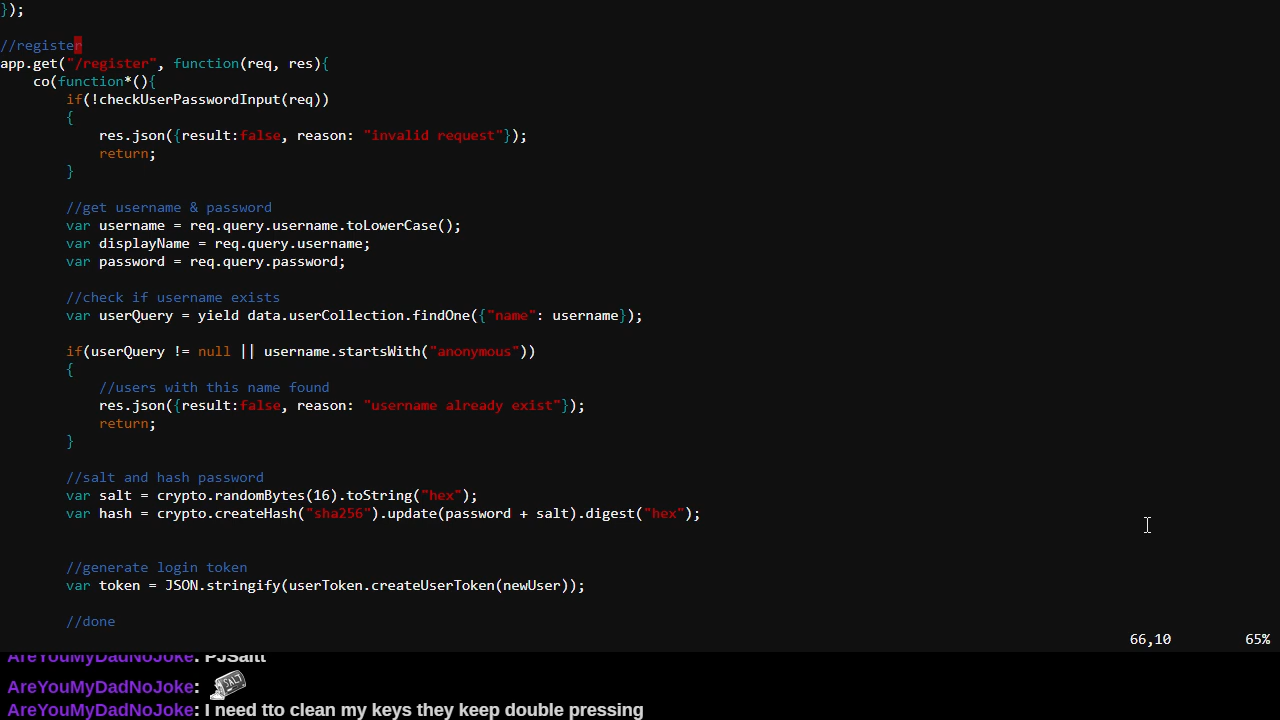 });
//register
app.get("/register", function(req, res){
co(function*(){
if(!checkUserPasswordInput(req))
{
res.json({result:false, reason: "invalid request"});
return;
}
//get username & password
var username = req.query.username.toLowerCase();
var displayName = req.query.username;
var password = req.query.password;
//check if username exists
var userQuery = yield data.userCollection.findOne({"name": username});
if(userQuery != null || username.startsWith("anonymous"))
{
//users with this name found
res.json({result:false, reason: "username already exist"});
return;
}
//salt and hash password
var salt = crypto.randomBytes(16).toString("hex");
var hash = crypto.createHash("sha256").update(password + salt).digest("hex");
//generate login token
var token = JSON.stringify(userToken.createUserToken(newUser));
//done
66,10 65%
AreYouMyDadNoJoke: PJSaltt
AreYouMyDadNoJoke: SALT
AreYouMyDadNoJoke: I need tto clean my keys they keep double pressing